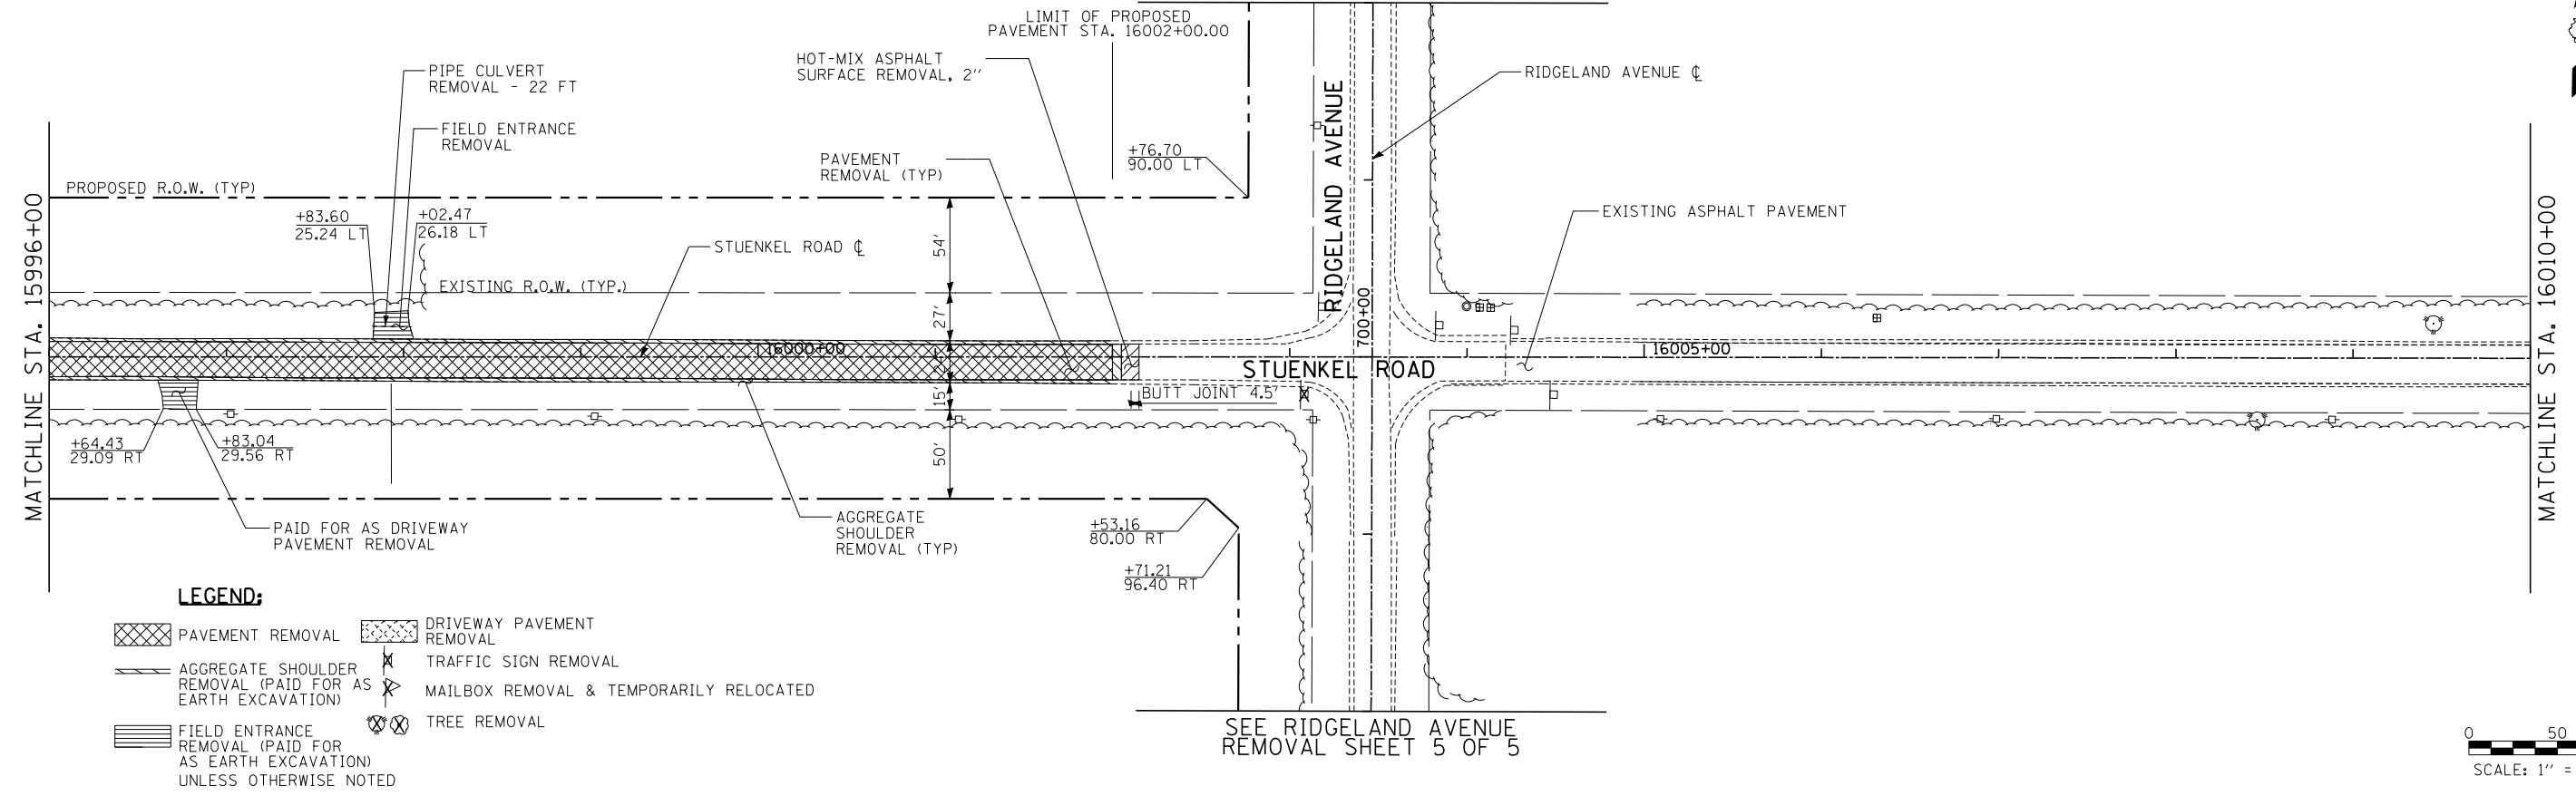 LIMIT OF PROPOSED
PAVEMENT STA. 16002+00.00
HOT-MIX ASPHALT
SURFACE REMOVAL, 2''
PIPE CULVERT
REMOVAL - 22 FT
FIELD ENTRANCE
REMOVAL
PAVEMENT
REMOVAL (TYP)
+76.70
90.00 LT
RIDGELAND AVENUE
RIDGELAND AVENUE ℄
PROPOSED R.O.W. (TYP)
+83.60
25.24 LT
+02.47
26.18 LT
STUENKEL ROAD ℄
EXISTING R.O.W. (TYP.)
54'
27'
15'
50'
EXISTING ASPHALT PAVEMENT
MATCHLINE STA. 15996+00
MATCHLINE STA. 16010+00
16000+00
700+00
16005+00
STUENKEL ROAD
BUTT JOINT 4.5'
+64.43
29.09 RT
+83.04
29.56 RT
PAID FOR AS DRIVEWAY
PAVEMENT REMOVAL
AGGREGATE
SHOULDER
REMOVAL (TYP)
+53.16
80.00 RT
+71.21
96.40 RT
LEGEND:
PAVEMENT REMOVAL
AGGREGATE SHOULDER
REMOVAL (PAID FOR AS
EARTH EXCAVATION)
FIELD ENTRANCE
REMOVAL (PAID FOR
AS EARTH EXCAVATION)
UNLESS OTHERWISE NOTED
DRIVEWAY PAVEMENT
REMOVAL
TRAFFIC SIGN REMOVAL
MAILBOX REMOVAL & TEMPORARILY RELOCATED
TREE REMOVAL
SEE RIDGELAND AVENUE
REMOVAL SHEET 5 OF 5
0 50
SCALE: 1'' =